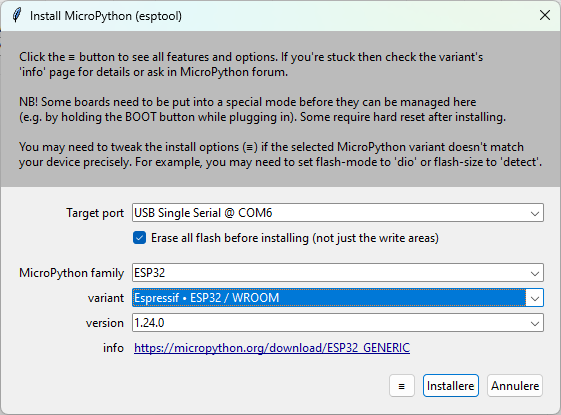 Install MicroPython (esptool)
Click the ≡ button to see all features and options. If you're stuck then check the variant's
'info' page for details or ask in MicroPython forum.
NB! Some boards need to be put into a special mode before they can be managed here
(e.g. by holding the BOOT button while plugging in). Some require hard reset after installing.
You may need to tweak the install options (≡) if the selected MicroPython variant doesn't match
your device precisely. For example, you may need to set flash-mode to 'dio' or flash-size to 'detect'.
Target port USB Single Serial @ COM6
Erase all flash before installing (not just the write areas)
MicroPython family ESP32
variant Espressif • ESP32 / WROOM
version 1.24.0
info https://micropython.org/download/ESP32_GENERIC
≡ Installere Annulere